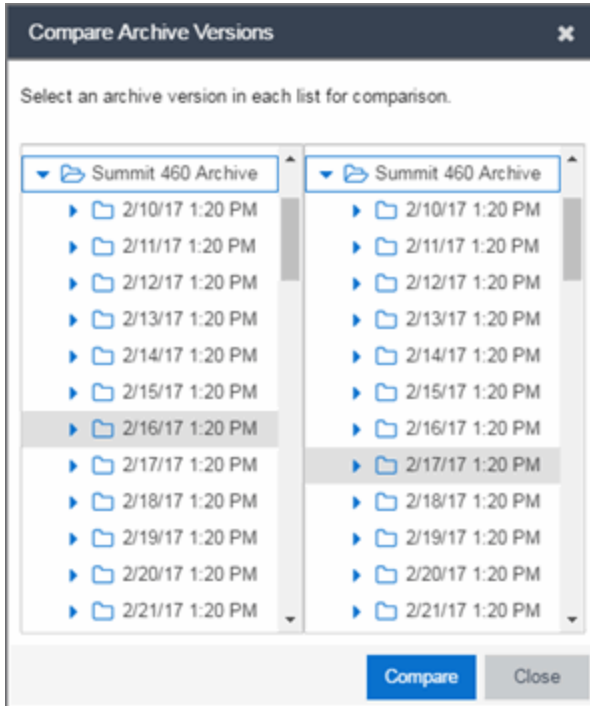 Compare Archive Versions
Select an archive version in each list for comparison.
Summit 460 Archive
2/10/17 1:20 PM
2/11/17 1:20 PM
2/12/17 1:20 PM
2/13/17 1:20 PM
2/14/17 1:20 PM
2/15/17 1:20 PM
2/16/17 1:20 PM
2/17/17 1:20 PM
2/18/17 1:20 PM
2/19/17 1:20 PM
2/20/17 1:20 PM
2/21/17 1:20 PM
Summit 460 Archive
2/10/17 1:20 PM
2/11/17 1:20 PM
2/12/17 1:20 PM
2/13/17 1:20 PM
2/14/17 1:20 PM
2/15/17 1:20 PM
2/16/17 1:20 PM
2/17/17 1:20 PM
2/18/17 1:20 PM
2/19/17 1:20 PM
2/20/17 1:20 PM
2/21/17 1:20 PM
Compare
Close